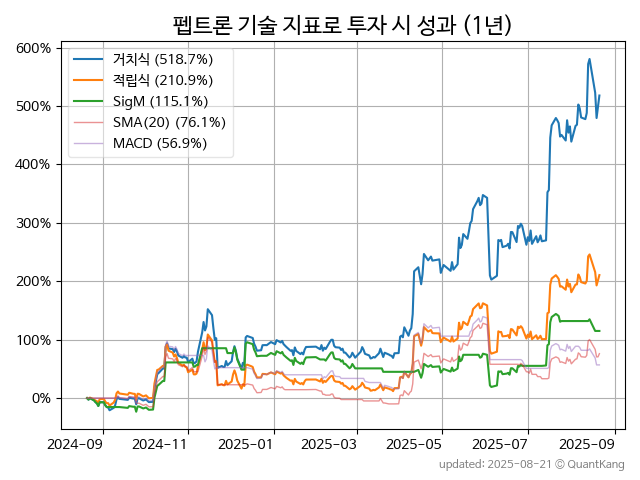 펩트론 기술 지표로 투자 시 성과 (1년)
600%
500%
400%
300%
200%
100%
0%
거치식 (518.7%)
적립식 (210.9%)
SigM (115.1%)
SMA(20) (76.1%)
MACD (56.9%)
2024-09 2024-11 2025-01 2025-03 2025-05 2025-07 2025-09
updated: 2025-08-21 © QuantKang